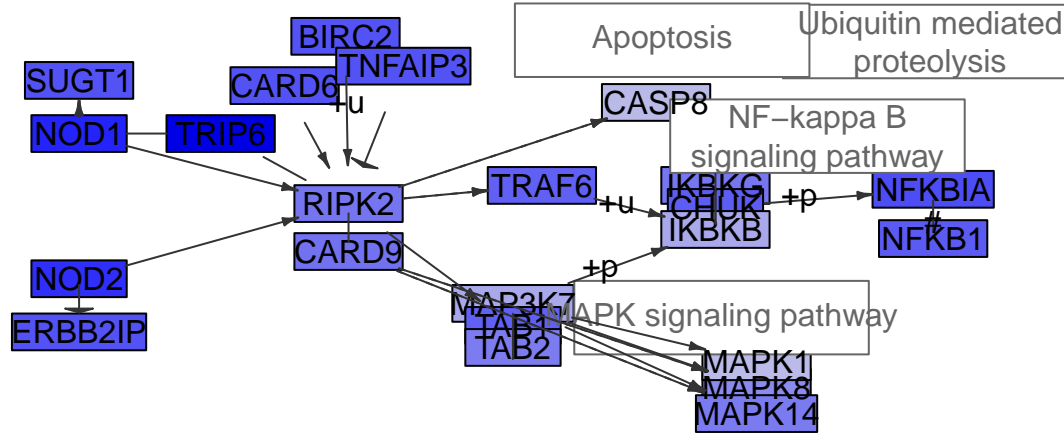 BIRC2
Apoptosis
Ubiquitin mediated
proteolysis
TNFAIP3
SUGT1
CARD6
+u
CASP8
NOD1
TRIP6
NF−kappa B
signaling pathway
RIPK2
TRAF6
+u
IKBKG
CHUK
IKBKB
+p
NFKBIA
#
NFKB1
CARD9
+p
NOD2
ERBB2IP
MAP3K7
TAB1
TAB2
MAPK signaling pathway
MAPK1
MAPK8
MAPK14